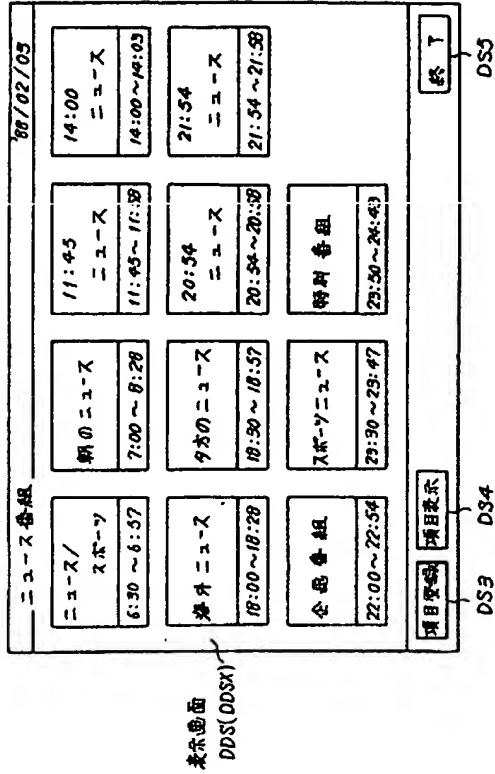 ニュース番組 '88/02/05
ニュース/
スポーツ
6:30～6:57
朝のニュース
7:00～8:28
11:45
ニュース
11:45～11:58
14:00
ニュース
14:00～14:03
海外ニュース
18:00～18:28
夕方のニュース
18:30～18:57
20:54
ニュース
20:54～20:58
21:54
ニュース
21:54～21:58
企画番組
22:00～22:54
スポーツニュース
23:30～23:47
特別番組
23:50～24:43
項目登録
項目表示
終了
DS3
DS4
DS5
表示画面
DDS(DDSX)